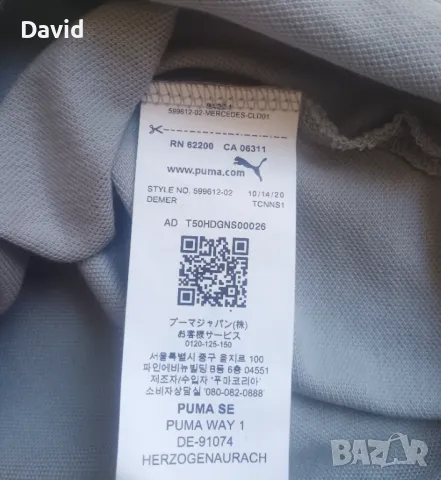 David
599612-02-MERCEDES-CLD01
RN 62200 CA 06311
www.puma.com
STYLE NO. 599612-02 10/14/20
DEMER TCNNS1
AD T50HDGNS00026
プーマジャパン(株)
お客様サービス
0120-125-150
서울특별시 중구 을지로 100
파인에비뉴빌딩 B동 6층 04551
제조자/수입자 '푸마코리아'
소비자상담실 '080-082-0888'
PUMA SE
PUMA WAY 1
DE-91074
HERZOGENAURACH
bazar